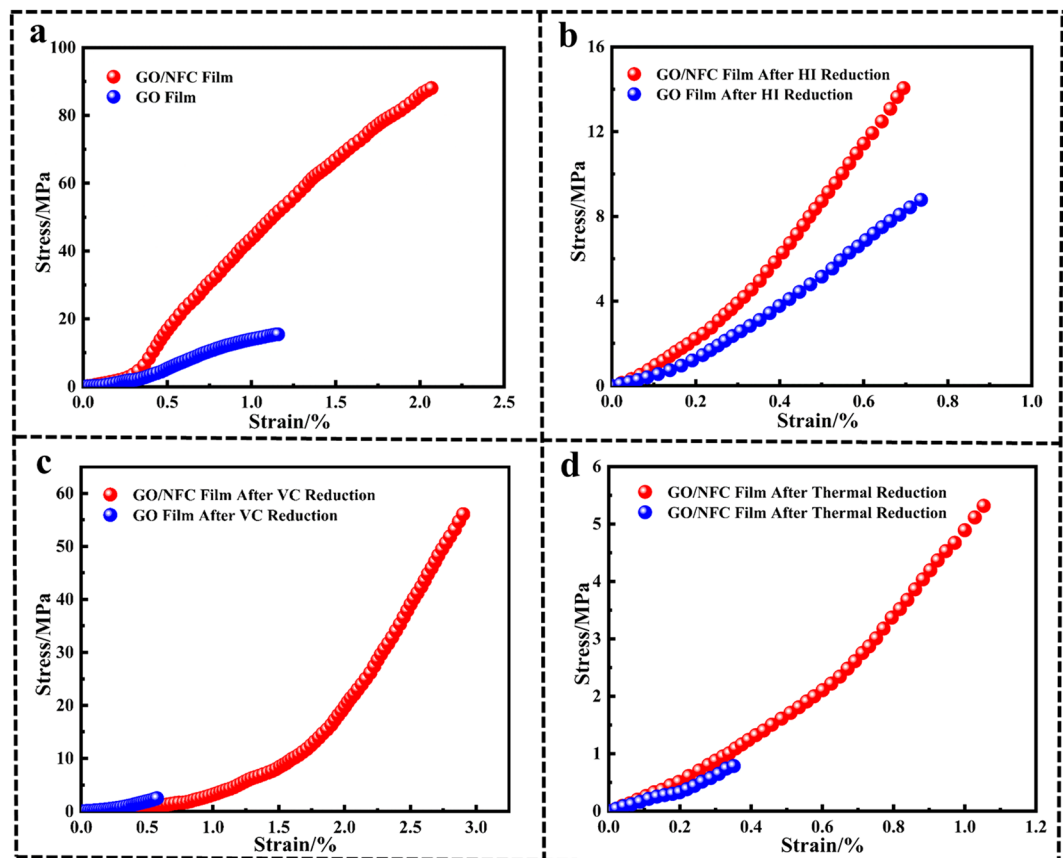 a
GO/NFC Film
GO Film
Stress/MPa
100
80
60
40
20
0
0.0 0.5 1.0 1.5 2.0 2.5
Strain/%
b
GO/NFC Film After HI Reduction
GO Film After HI Reduction
Stress/MPa
16
12
8
4
0
0.0 0.2 0.4 0.6 0.8 1.0
Strain/%
c
GO/NFC Film After VC Reduction
GO Film After VC Reduction
Stress/MPa
60
50
40
30
20
10
0
0.0 0.5 1.0 1.5 2.0 2.5 3.0
Strain/%
d
GO/NFC Film After Thermal Reduction
GO/NFC Film After Thermal Reduction
Stress/MPa
6
5
4
3
2
1
0
0.0 0.2 0.4 0.6 0.8 1.0 1.2
Strain/%